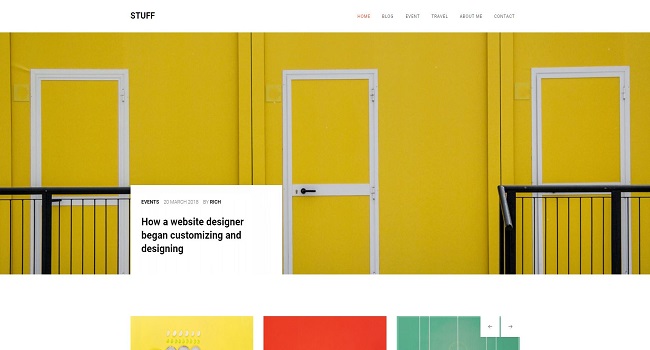 STUFF
HOME BLOG EVENT TRAVEL ABOUT ME CONTACT
EVENTS 20 MARCH 2018 BY RICH
How a website designer
began customizing and
designing